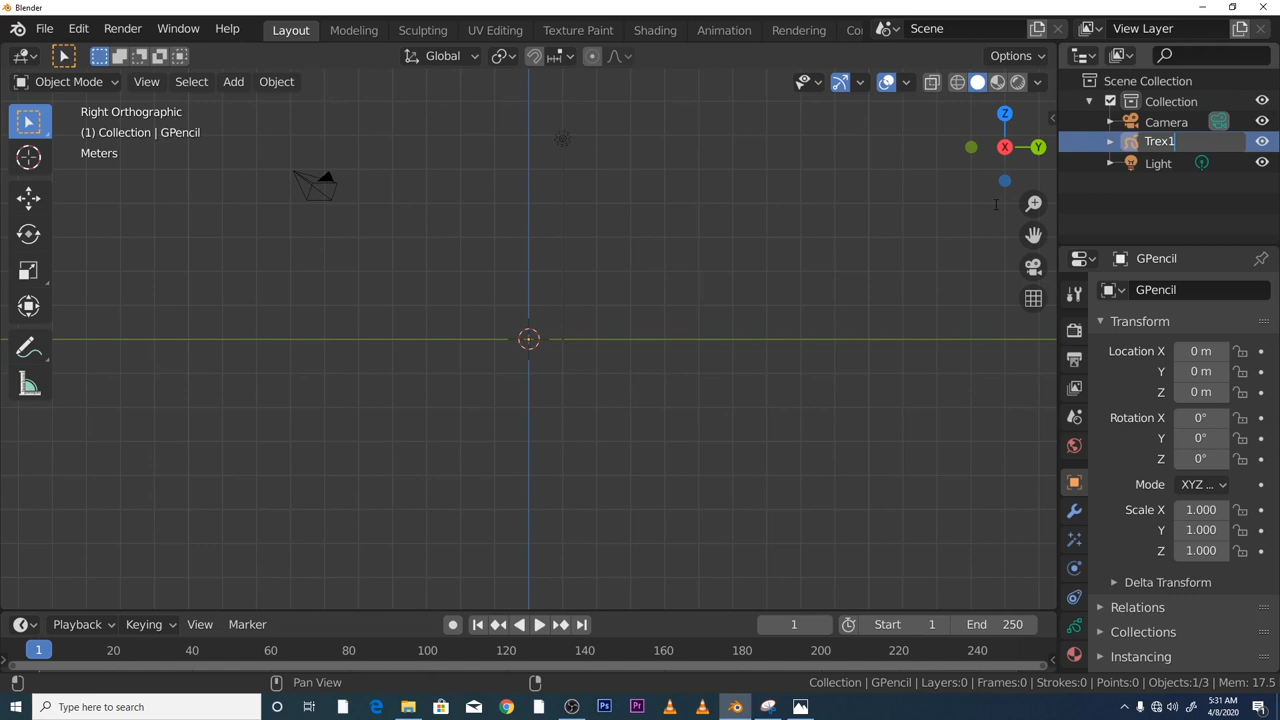 Blender
File Edit Render Window Help Layout Modeling Sculpting UV Editing Texture Paint Shading Animation Rendering Co Scene View Layer
Global Options
Object Mode View Select Add Object
Scene Collection
Collection
Camera
Trex1
Light
Right Orthographic
(1) Collection | GPencil
Meters
Z
X
Y
GPencil
GPencil
Transform
Location X 0 m
Y 0 m
Z 0 m
Rotation X 0°
Y 0°
Z 0°
Mode XYZ ...
Scale X 1.000
Y 1.000
Z 1.000
Delta Transform
Relations
Collections
Instancing
Playback Keying View Marker 1 Start 1 End 250
1 20 40 60 80 100 120 140 160 180 200 220 240
Pan View Collection | GPencil | Layers:0 | Frames:0 | Strokes:0 | Points:0 | Objects:1/3 | Mem: 17.5
Type here to search
Ps Pr
5:31 AM
4/8/2020